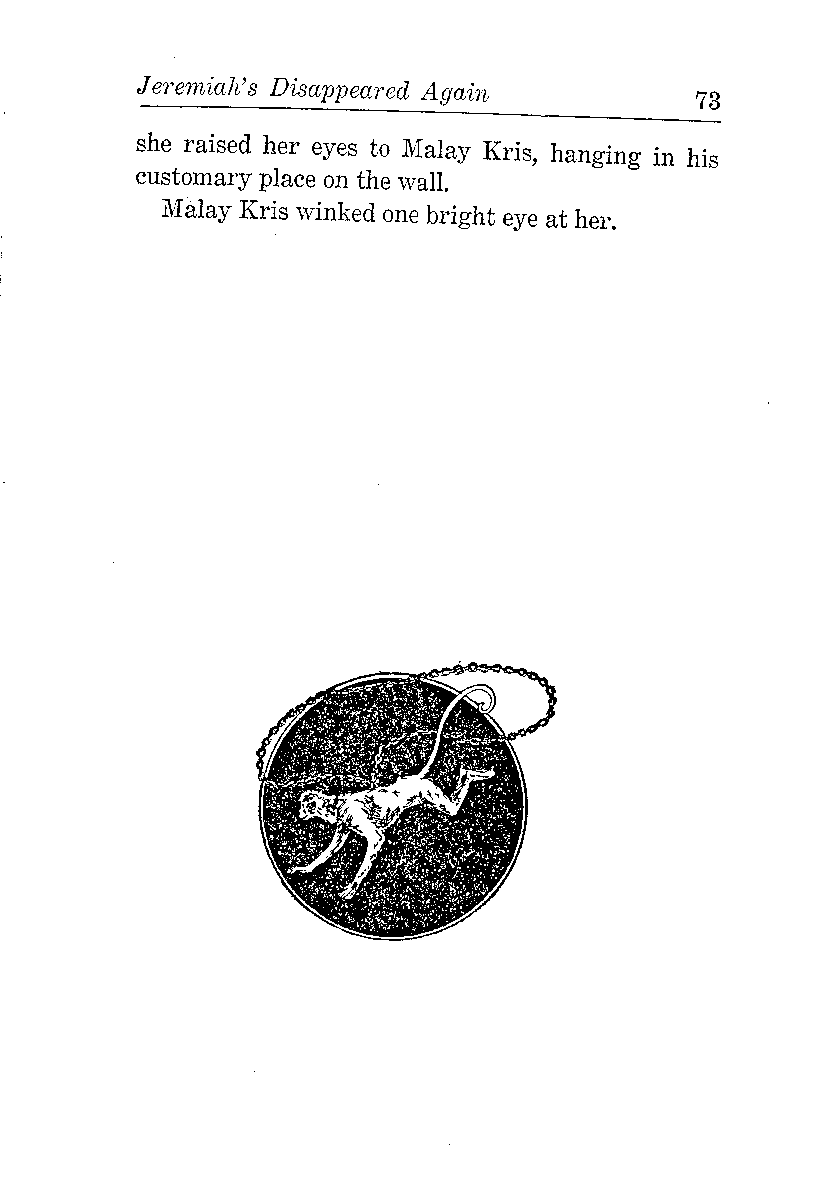 Jeremiah's Disappeared Again 73
she raised her eyes to Malay Kris, hanging in his
customary place on the wall.
Malay Kris winked one bright eye at her.